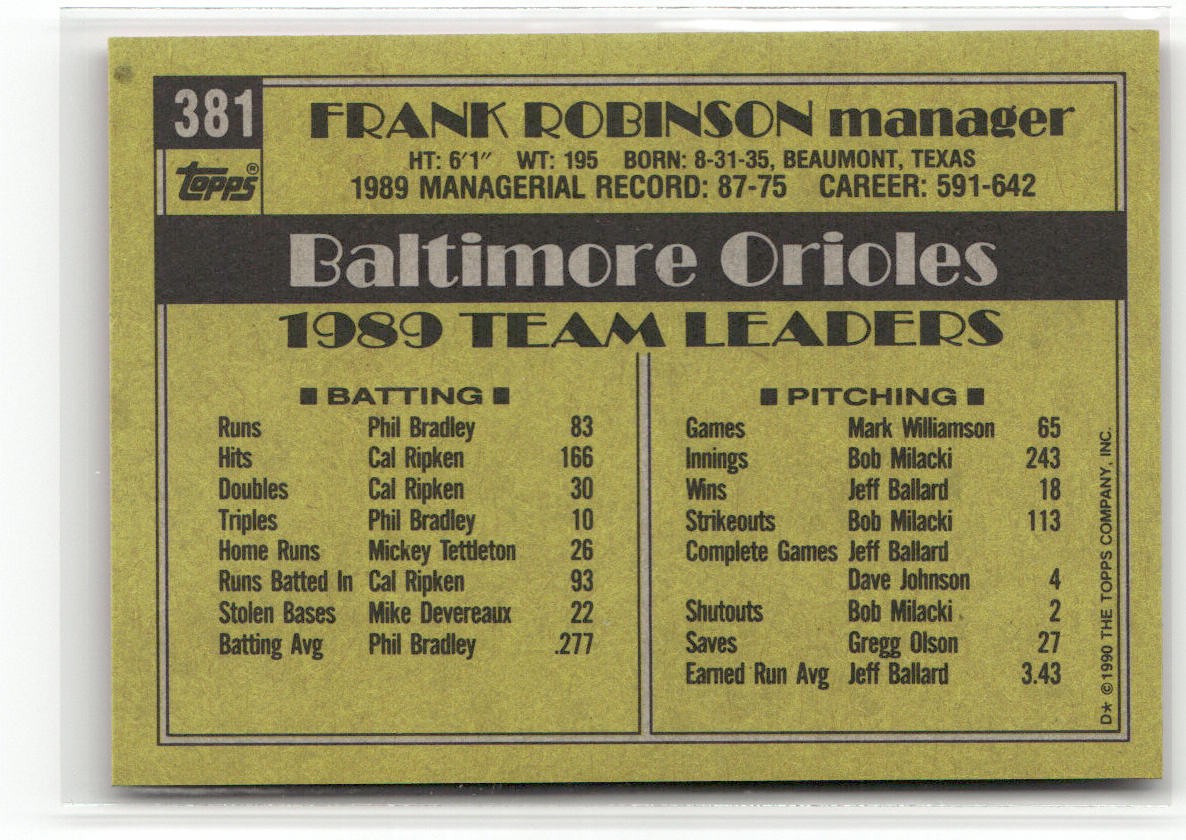 381
topps®
FRANK ROBINSON manager
HT: 6'1" WT: 195 BORN: 8-31-35, BEAUMONT, TEXAS
1989 MANAGERIAL RECORD: 87-75 CAREER: 591-642
Baltimore Orioles
1989 TEAM LEADERS
■ BATTING ■
Runs Phil Bradley 83
Hits Cal Ripken 166
Doubles Cal Ripken 30
Triples Phil Bradley 10
Home Runs Mickey Tettleton 26
Runs Batted In Cal Ripken 93
Stolen Bases Mike Devereaux 22
Batting Avg Phil Bradley .277
■ PITCHING ■
Games Mark Williamson 65
Innings Bob Milacki 243
Wins Jeff Ballard 18
Strikeouts Bob Milacki 113
Complete Games Jeff Ballard
Dave Johnson 4
Shutouts Bob Milacki 2
Saves Gregg Olson 27
Earned Run Avg Jeff Ballard 3.43
D* ©1990 THE TOPPS COMPANY, INC.